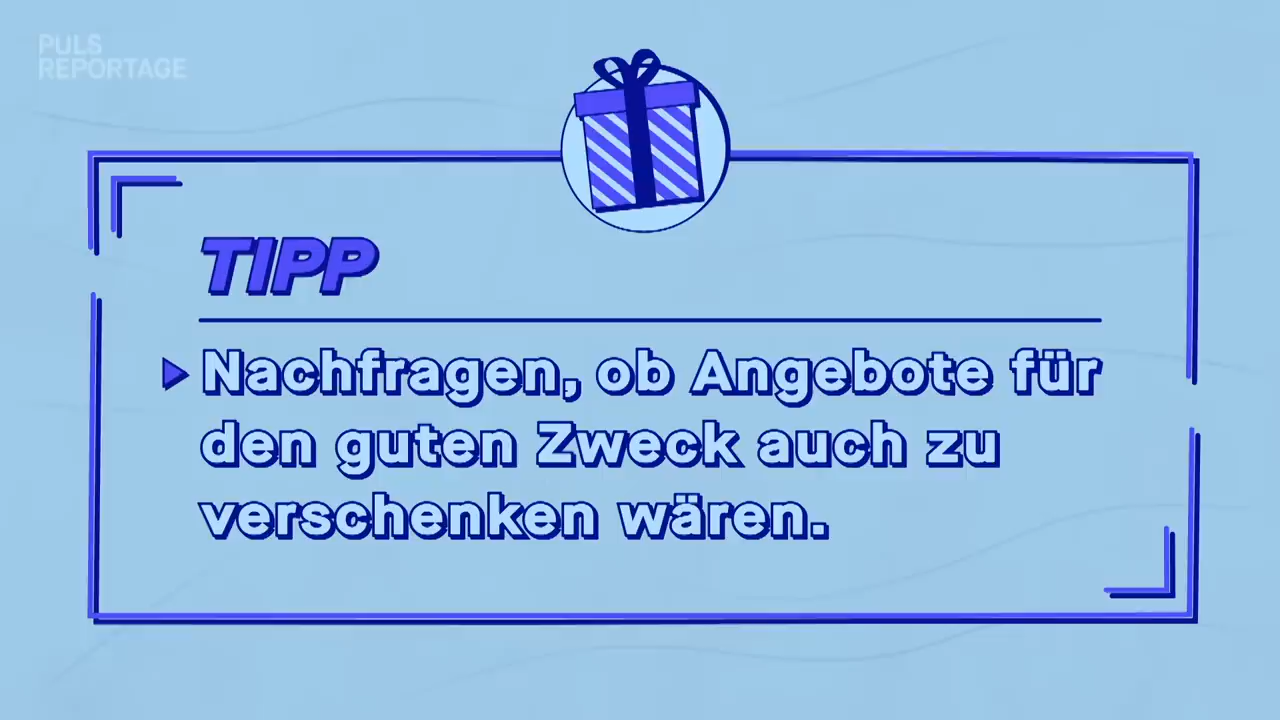 PULS
REPORTAGE
TIPP
Nachfragen, ob Angebote für
den guten Zweck auch zu
verschenken wären.